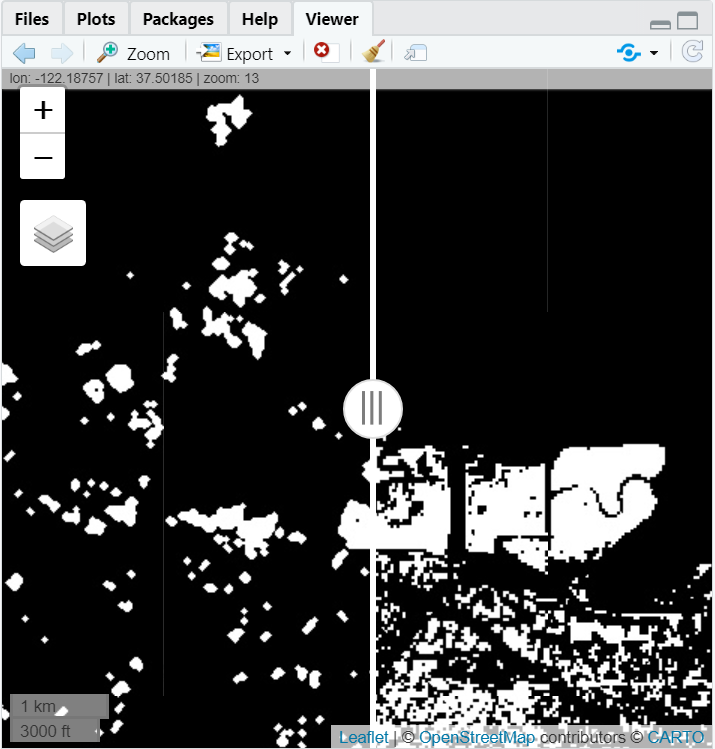 Files Plots Packages Help Viewer
Zoom Export
lon: -122.18757 | lat: 37.50185 | zoom: 13
+
−
1 km
3000 ft
Leaflet | © OpenStreetMap contributors © CARTO